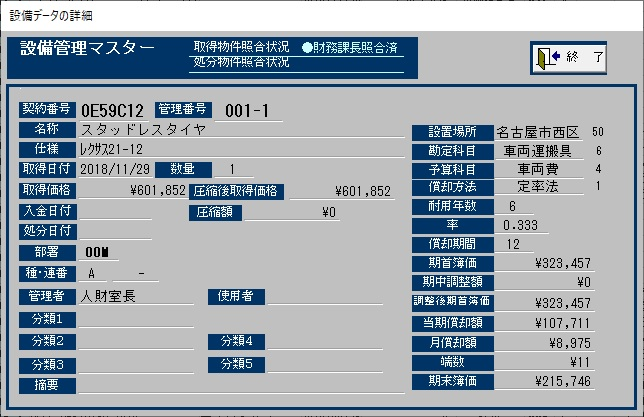 設備データの詳細
設備管理マスター 取得物件照合状況 ●財務課長照合済
処分物件照合状況
終 了
契約番号 0E59C12 管理番号 001-1
名称 スタッドレスタイヤ
仕様 ﾚｸｻｽ21-12
取得日付 2018/11/29 数量 1
取得価格 ¥601,852 圧縮後取得価格 ¥601,852
入金日付 圧縮額 ¥0
処分日付
部署 00M
種・連番 A -
管理者 人財室長 使用者
分類1
分類2 分類4
分類3 分類5
摘要
設置場所 名古屋市西区 50
勘定科目 車両運搬具 6
予算科目 車両費 4
償却方法 定率法 1
耐用年数 6
率 0.333
償却期間 12
期首簿価 ¥323,457
期中調整額 ¥0
調整後期首簿価 ¥323,457
当期償却額 ¥107,711
月償却額 ¥8,975
端数 ¥11
期末簿価 ¥215,746